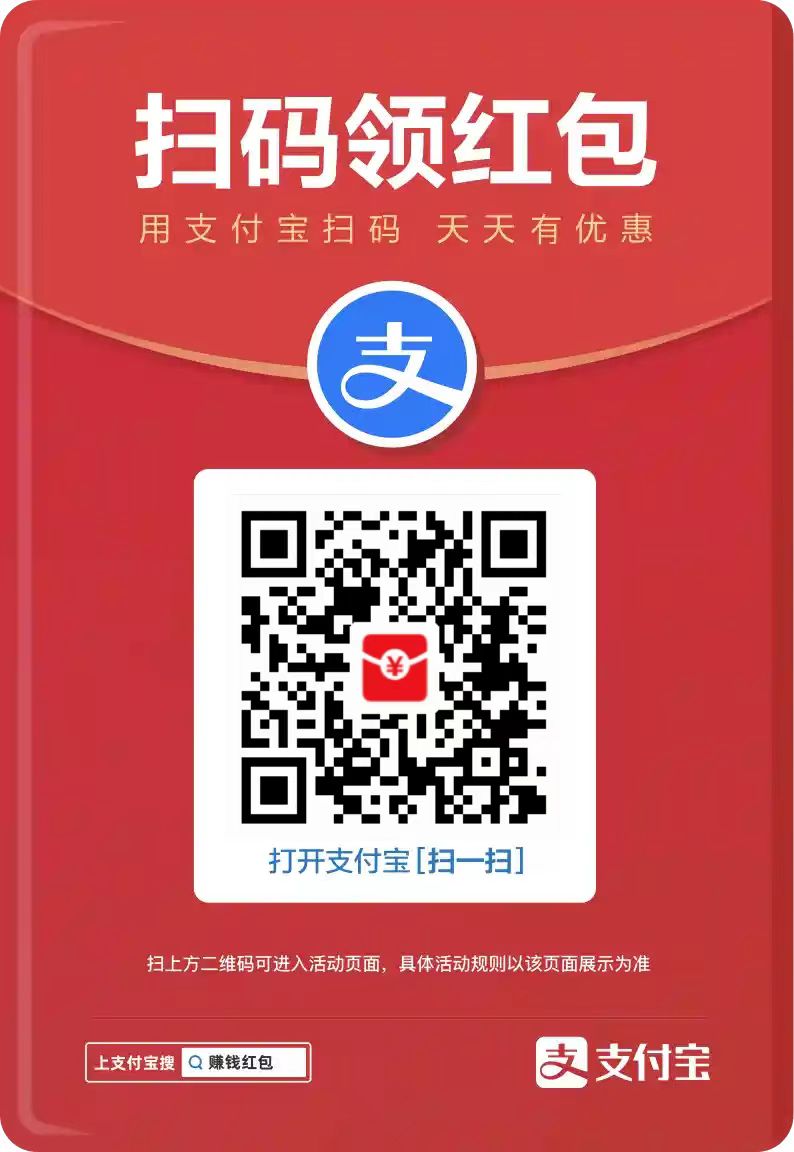 扫码领红包
用支付宝扫码 天天有优惠
支
¥
打开支付宝[扫一扫]
扫上方二维码可进入活动页面，具体活动规则以该页面展示为准
上支付宝搜 赚钱红包
支 支付宝